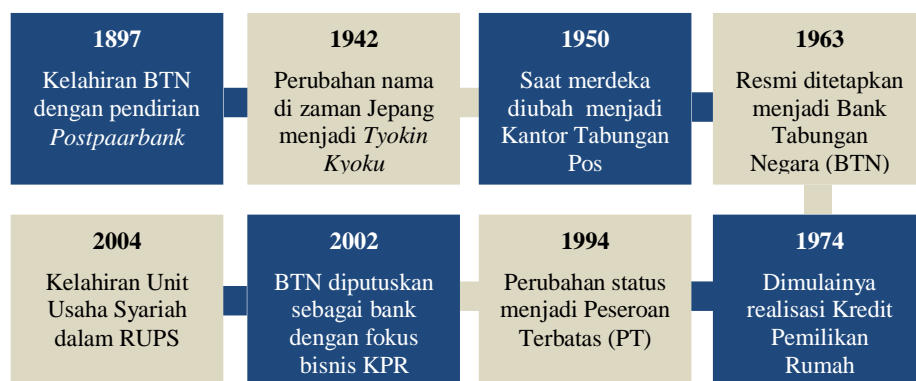 1897
Kelahiran BTN
dengan pendirian
Postpaarbank
1942
Perubahan nama
di zaman Jepang
menjadi Tyokin
Kyoku
1950
Saat merdeka
diubah menjadi
Kantor Tabungan
Pos
1963
Resmi ditetapkan
menjadi Bank
Tabungan
Negara (BTN)
2004
Kelahiran Unit
Usaha Syariah
dalam RUPS
2002
BTN diputuskan
sebagai bank
dengan fokus
bisnis KPR
1994
Perubahan status
menjadi Peseroan
Terbatas (PT)
1974
Dimulainya
realisasi Kredit
Pemilikan
Rumah